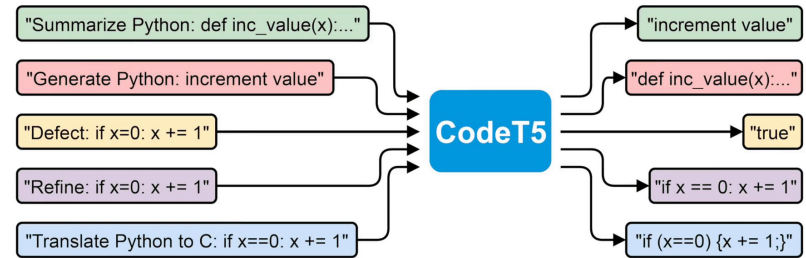 "Summarize Python: def inc_value(x):..."
"Generate Python: increment value"
"Defect: if x=0: x += 1"
"Refine: if x=0: x += 1"
"Translate Python to C: if x==0: x += 1"
CodeT5
"increment value"
"def inc_value(x):..."
"true"
"if x == 0: x += 1"
"if (x==0) {x += 1;}"